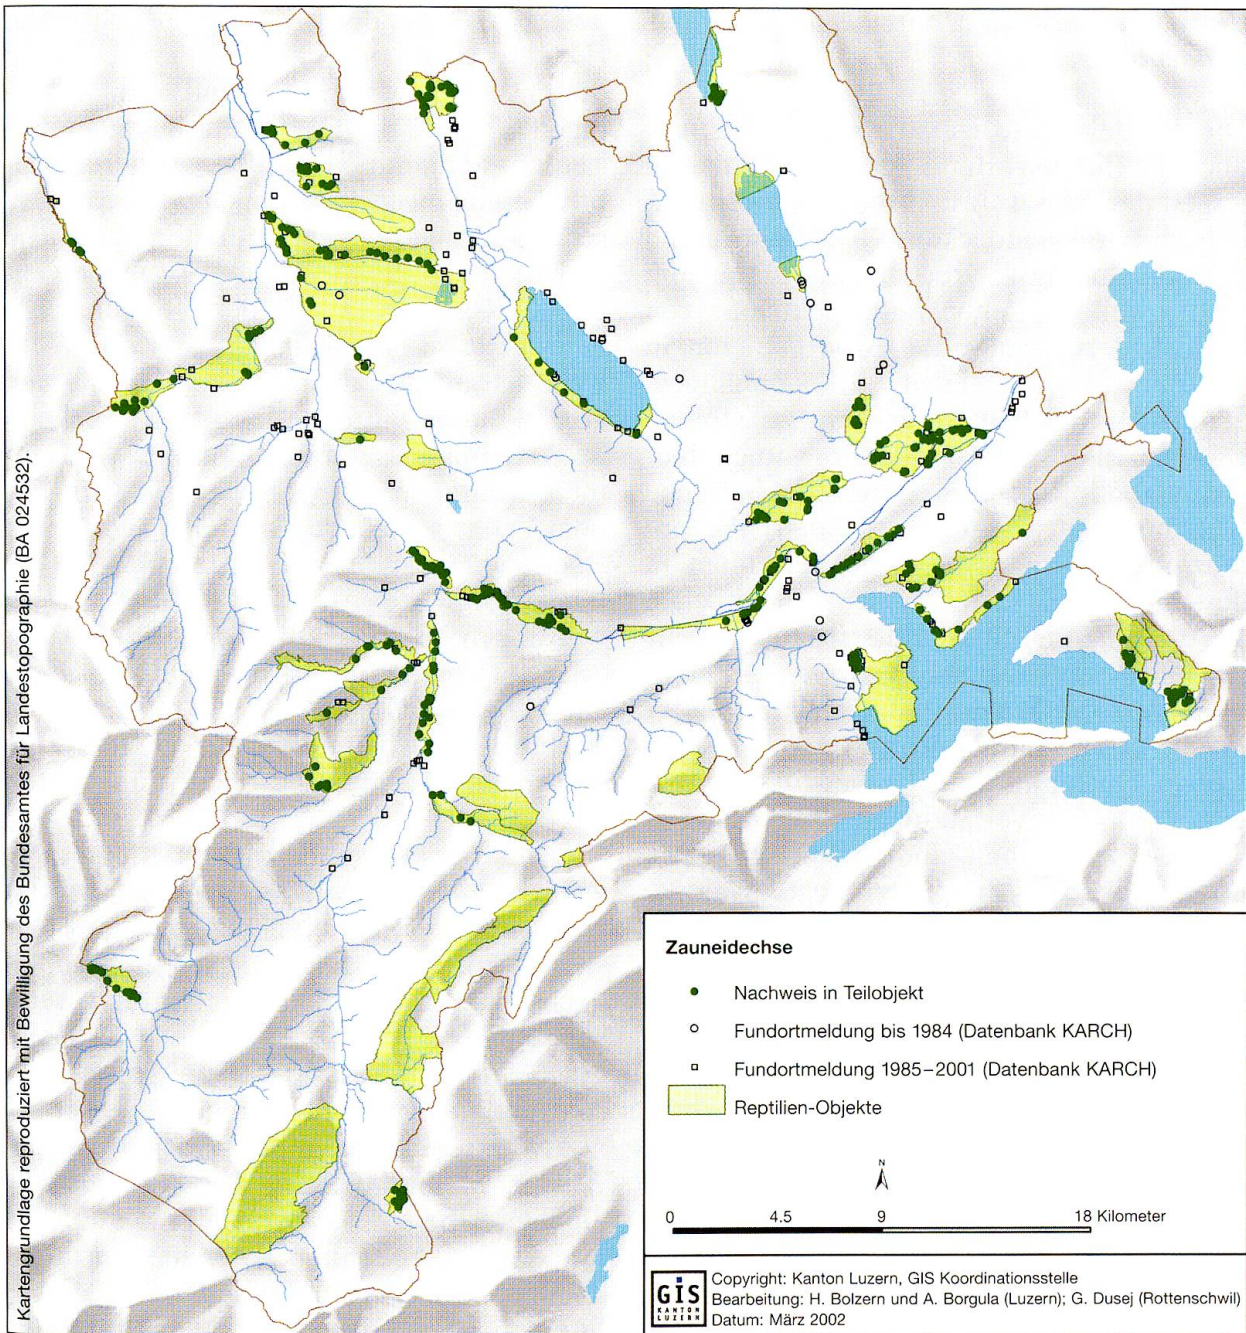 Kartengrundlage reproduziert mit Bewilligung des Bundesamtes für Landestopographie (BA 024532).
Zauneidechse
Nachweis in Teilobjekt
Fundortmeldung bis 1984 (Datenbank KARCH)
Fundortmeldung 1985–2001 (Datenbank KARCH)
Reptilien-Objekte
N
0 4.5 9 18 Kilometer
GIS
KANTON
LUZERN
Copyright: Kanton Luzern, GIS Koordinationsstelle
Bearbeitung: H. Bolzern und A. Borgula (Luzern); G. Dusej (Rottenschwil)
Datum: März 2002